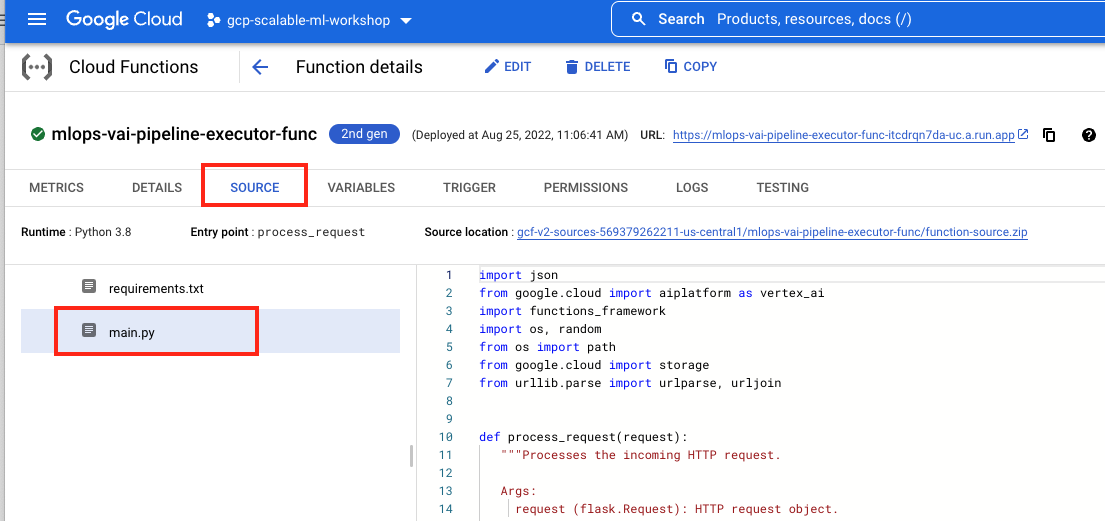 Google Cloud gcp-scalable-ml-workshop Search Products, resources, docs (/)
Cloud Functions Function details EDIT DELETE COPY
mlops-vai-pipeline-executor-func 2nd gen (Deployed at Aug 25, 2022, 11:06:41 AM) URL: https://mlops-vai-pipeline-executor-func-itcdrqn7da-uc.a.run.app
METRICS DETAILS SOURCE VARIABLES TRIGGER PERMISSIONS LOGS TESTING
Runtime : Python 3.8 Entry point : process_request Source location : gcf-v2-sources-569379262211-us-central1/mlops-vai-pipeline-executor-func/function-source.zip
requirements.txt
main.py
1 import json
2 from google.cloud import aiplatform as vertex_ai
3 import functions_framework
4 import os, random
5 from os import path
6 from google.cloud import storage
7 from urllib.parse import urlparse, urljoin
8
9
10 def process_request(request):
11 """Processes the incoming HTTP request.
12
13 Args:
14 request (flask.Request): HTTP request object.